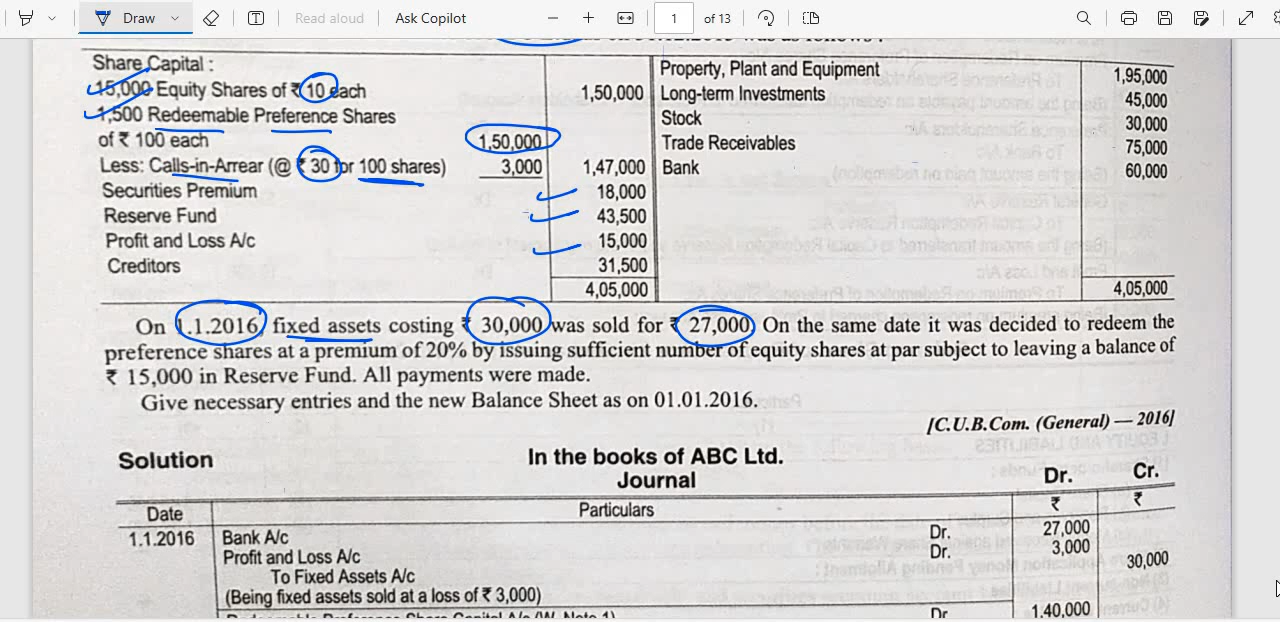 Draw
Read aloud
Ask Copilot
1
of 13
Share Capital :
15,000 Equity Shares of ₹ 10 each 1,50,000
1,500 Redeemable Preference Shares
of ₹ 100 each 1,50,000
Less: Calls-in-Arrear (@ ₹ 30 for 100 shares) 3,000 1,47,000
Securities Premium 18,000
Reserve Fund 43,500
Profit and Loss A/c 15,000
Creditors 31,500
4,05,000
Property, Plant and Equipment 1,95,000
Long-term Investments 45,000
Stock 30,000
Trade Receivables 75,000
Bank 60,000
4,05,000
On 1.1.2016, fixed assets costing ₹ 30,000 was sold for ₹ 27,000. On the same date it was decided to redeem the
preference shares at a premium of 20% by issuing sufficient number of equity shares at par subject to leaving a balance of
₹ 15,000 in Reserve Fund. All payments were made.
Give necessary entries and the new Balance Sheet as on 01.01.2016.
[C.U.B.Com. (General) — 2016]
Solution
In the books of ABC Ltd.
Journal
Dr. Cr.
Date Particulars ₹ ₹
1.1.2016 Bank A/c Dr. 27,000
Profit and Loss A/c Dr. 3,000
To Fixed Assets A/c 30,000
(Being fixed assets sold at a loss of ₹ 3,000)
Dr 1,40,000